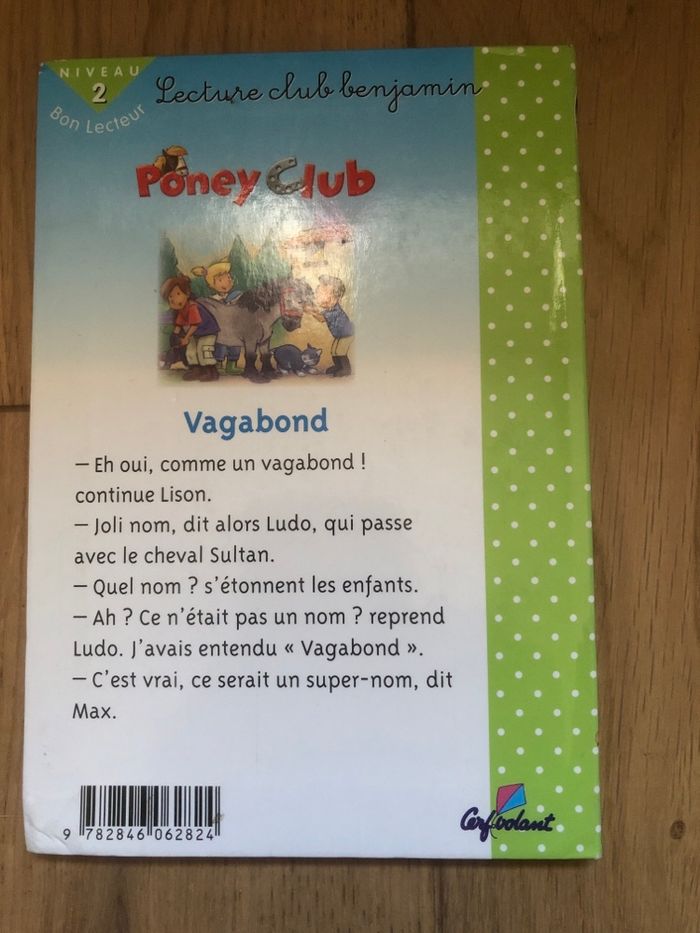 NIVEAU
2
Bon Lecteur
Lecture club benjamin
Poney Club
Vagabond
— Eh oui, comme un vagabond !
continue Lison.
— Joli nom, dit alors Ludo, qui passe
avec le cheval Sultan.
— Quel nom ? s'étonnent les enfants.
— Ah ? Ce n'était pas un nom ? reprend
Ludo. J'avais entendu « Vagabond ».
— C'est vrai, ce serait un super-nom, dit
Max.
9 782846 062824
Cerf volant